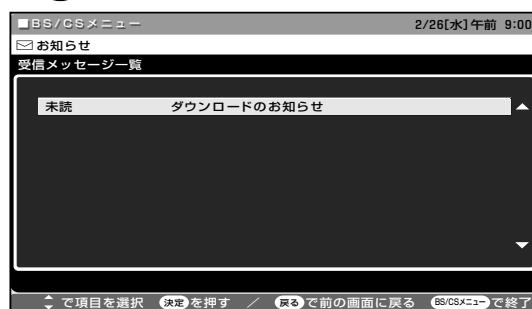 ■BS/CSメニュー 2/26[水]午前 9:00
お知らせ
受信メッセージ一覧
未読 ダウンロードのお知らせ
で項目を選択 決定を押す / 戻るで前の画面に戻る BS/CSメニューで終了